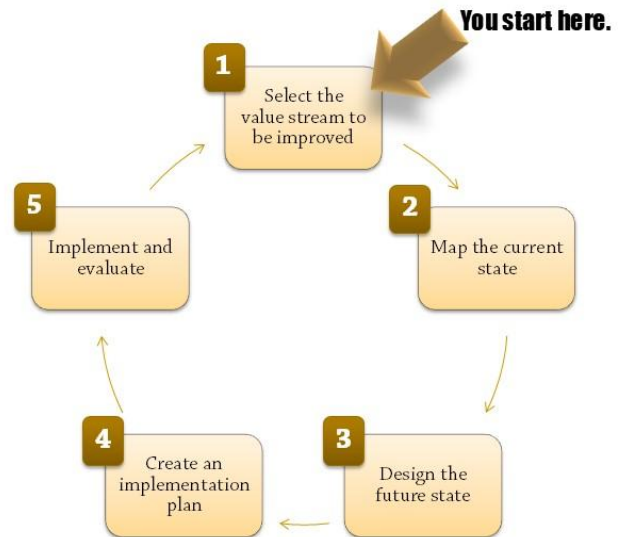 You start here.
1
Select the
value stream to
be improved
2
Map the current
state
3
Design the
future state
4
Create an
implementation
plan
5
Implement and
evaluate